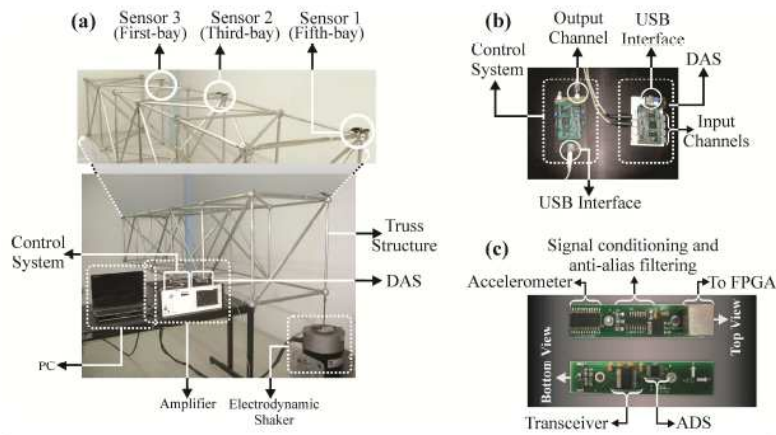 (a)
Sensor 3
(First-bay)
Sensor 2
(Third-bay)
Sensor 1
(Fifth-bay)
Control
System
PC
Amplifier
Electrodynamic
Shaker
Truss
Structure
DAS
(b)
Control
System
Output
Channel
USB
Interface
DAS
Input
Channels
USB Interface
(c)
Signal conditioning and
anti-alias filtering
Accelerometer
To FPGA
Top View
Bottom View
Transceiver
ADS